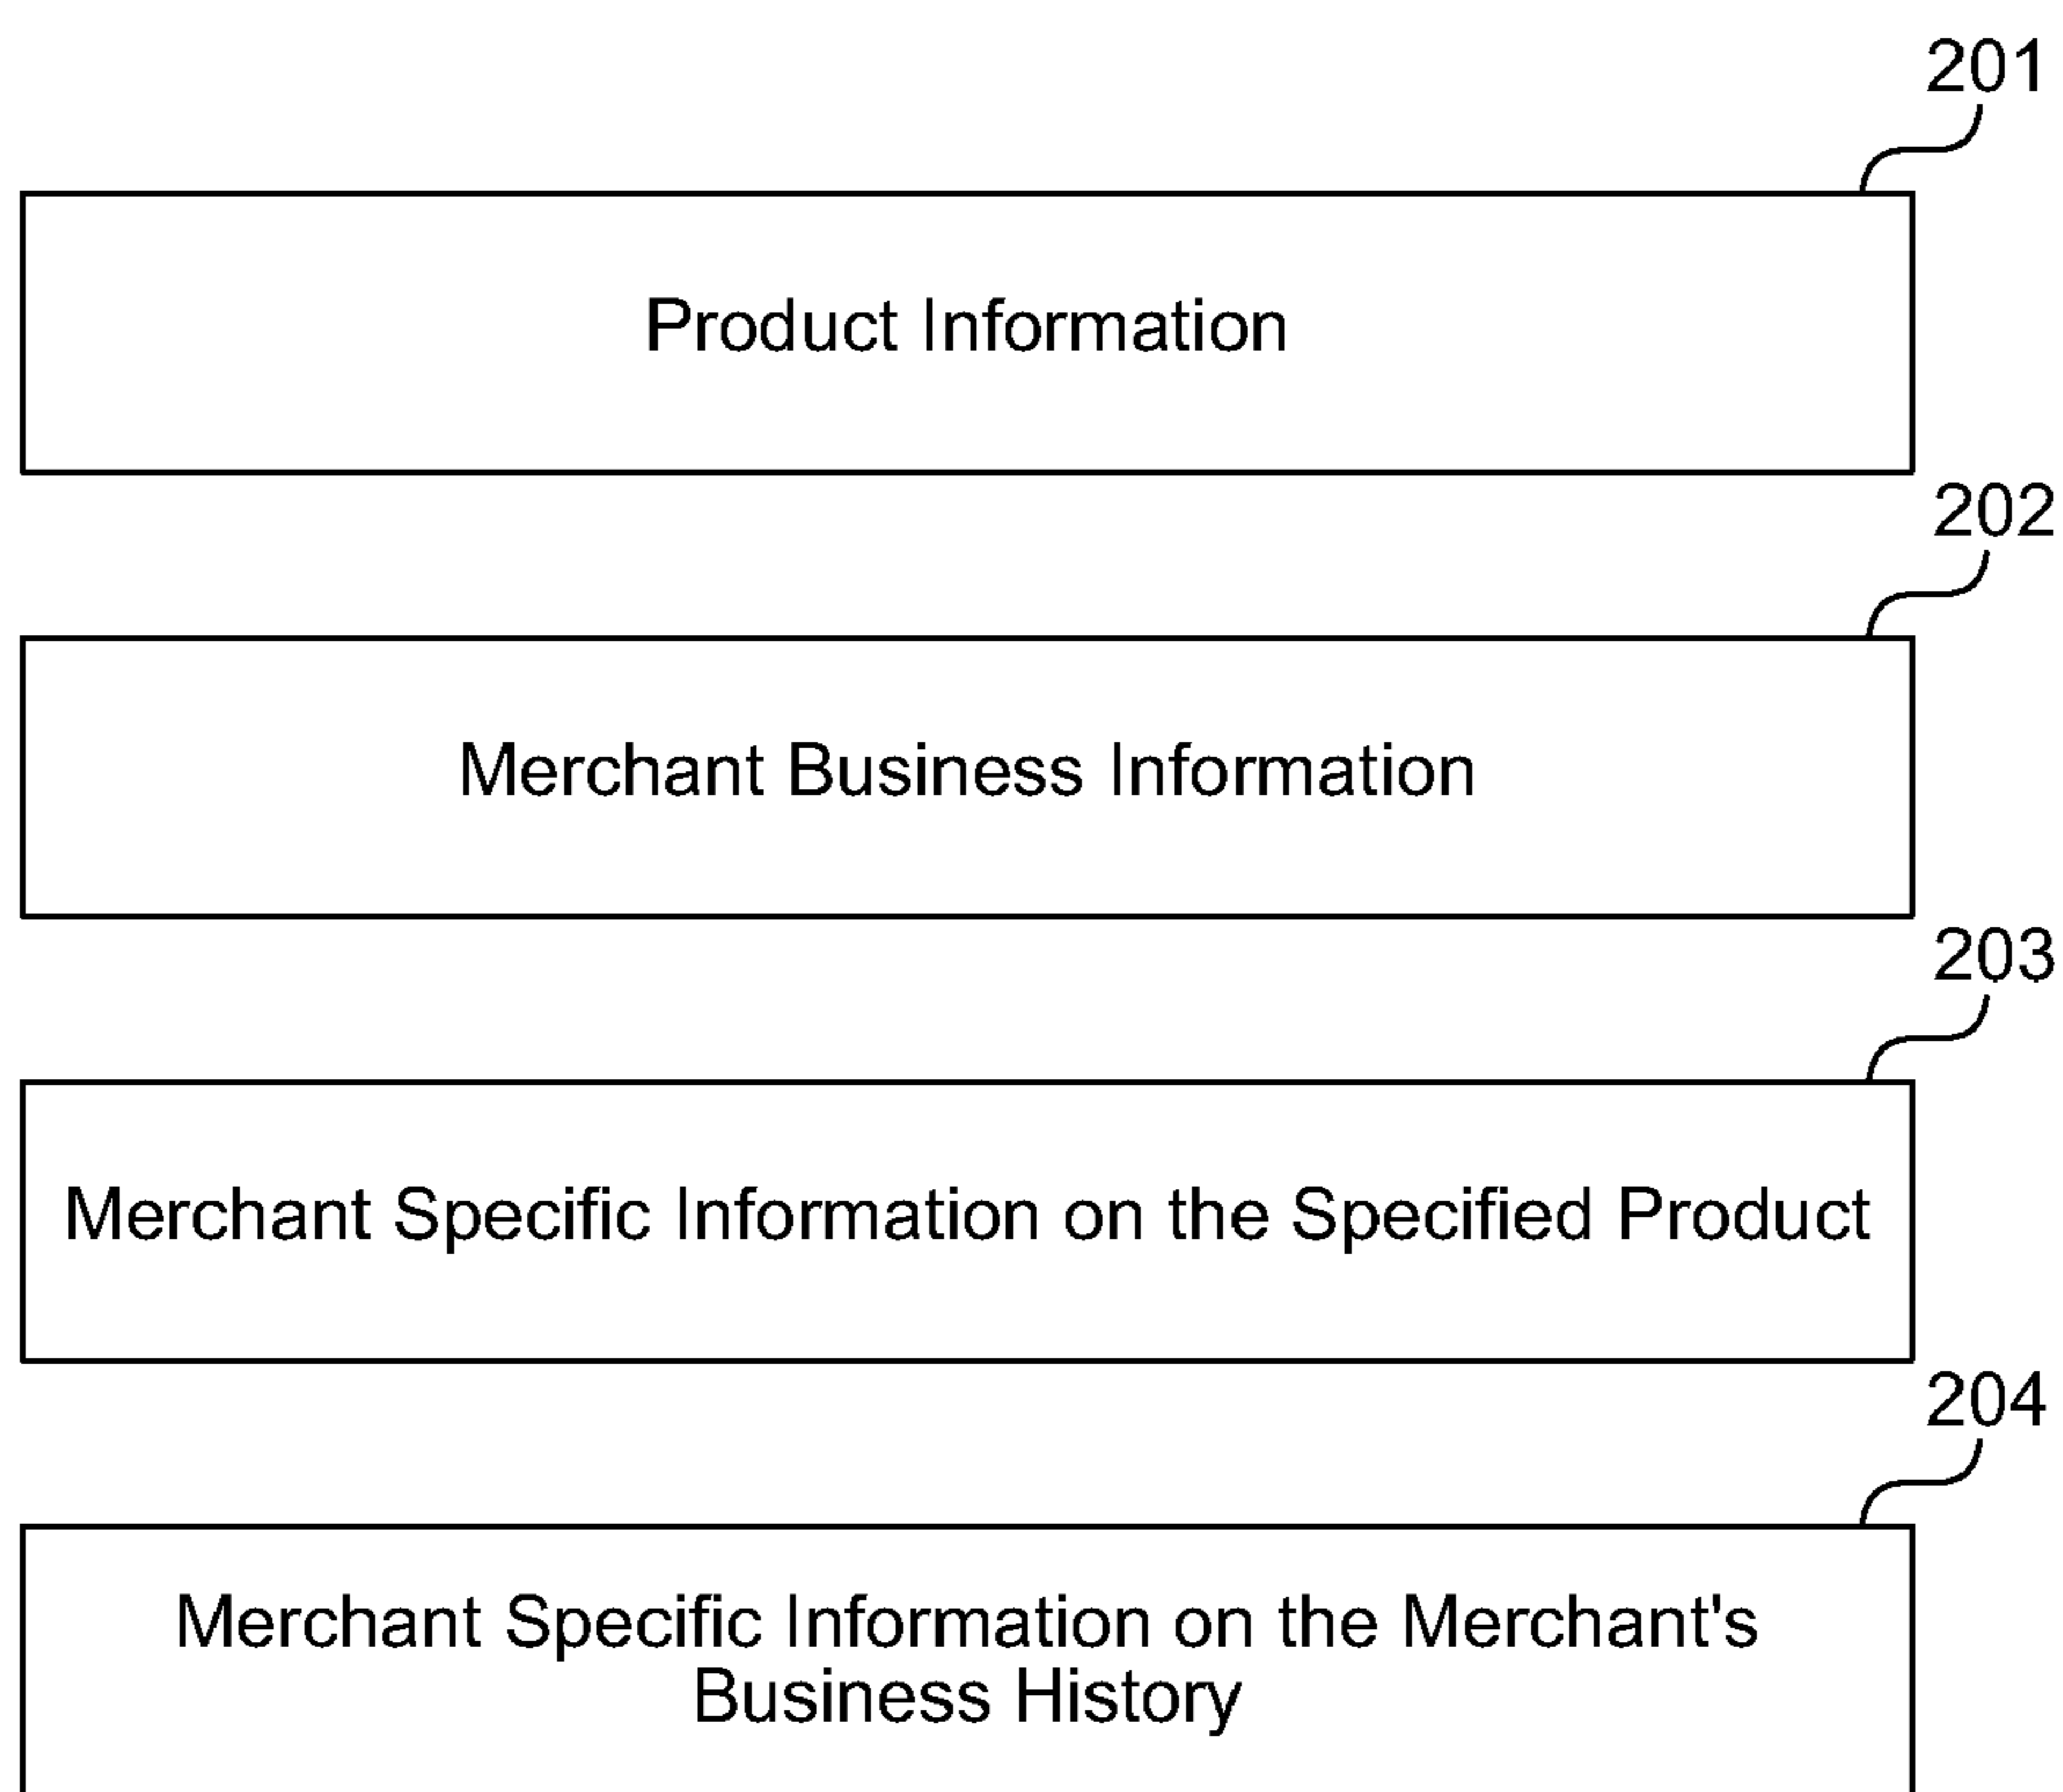 201
Product Information
202
Merchant Business Information
203
Merchant Specific Information on the Specified Product
204
Merchant Specific Information on the Merchant's
Business History